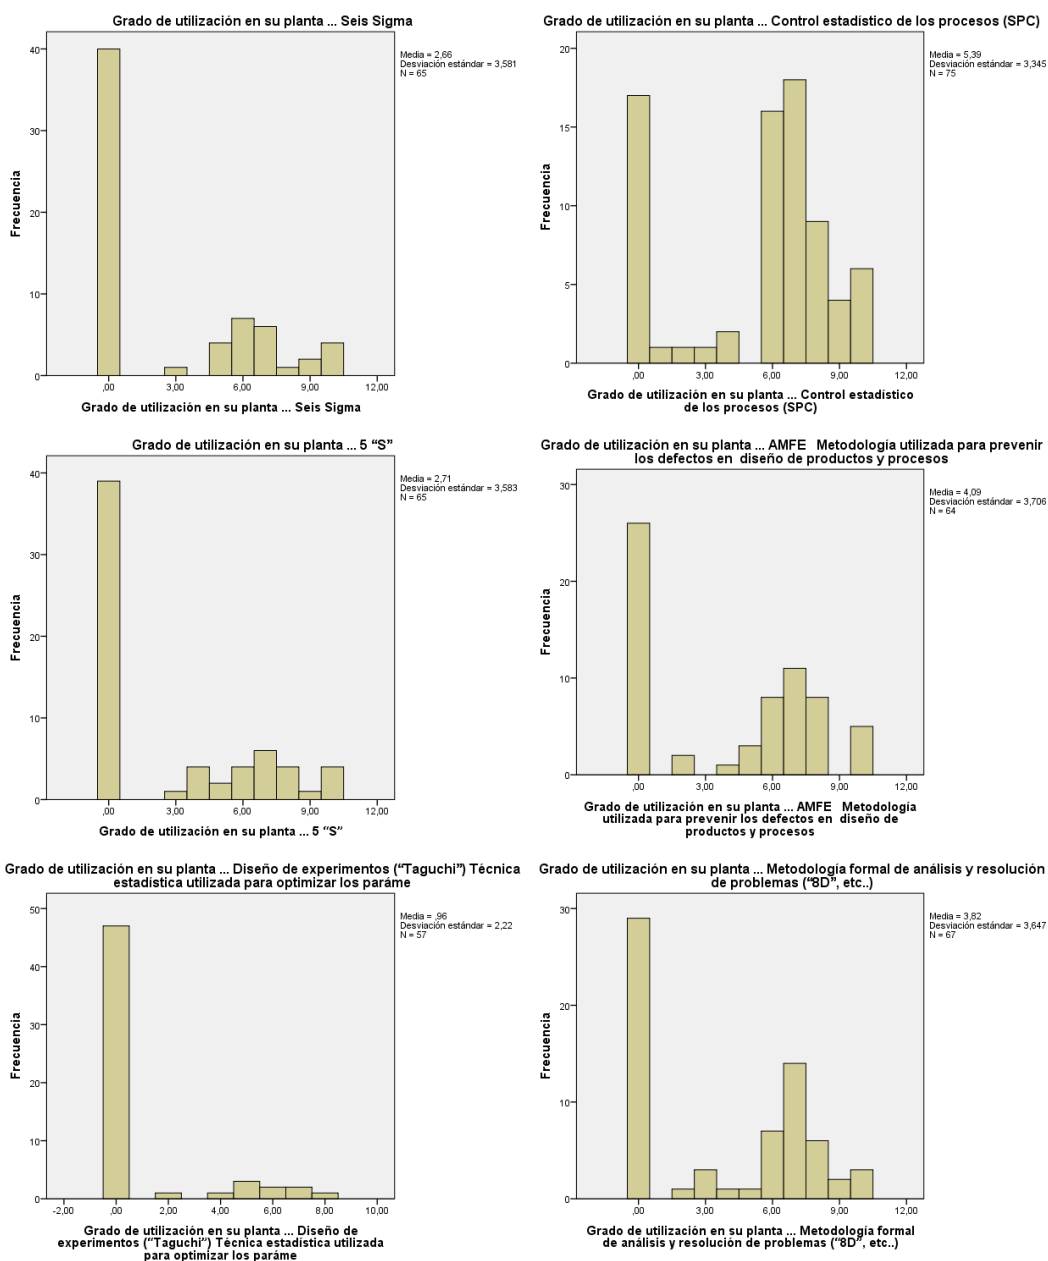 Grado de utilización en su planta ... Seis Sigma
Media = 2,66
Desviación estándar = 3,581
N = 65
Frecuencia
40
30
20
10
0
,00 3,00 6,00 9,00 12,00
Grado de utilización en su planta ... Seis Sigma
Grado de utilización en su planta ... Control estadístico de los procesos (SPC)
Media = 5,39
Desviación estándar = 3,345
N = 75
Frecuencia
20
15
10
5
0
,00 3,00 6,00 9,00 12,00
Grado de utilización en su planta ... Control estadístico
de los procesos (SPC)
Grado de utilización en su planta ... 5 “S”
Media = 2,71
Desviación estándar = 3,583
N = 65
Frecuencia
40
30
20
10
0
,00 3,00 6,00 9,00 12,00
Grado de utilización en su planta ... 5 “S”
Grado de utilización en su planta ... AMFE Metodología utilizada para prevenir
los defectos en diseño de productos y procesos
Media = 4,09
Desviación estándar = 3,706
N = 64
Frecuencia
30
20
10
0
,00 3,00 6,00 9,00 12,00
Grado de utilización en su planta ... AMFE Metodología
utilizada para prevenir los defectos en diseño de
productos y procesos
Grado de utilización en su planta ... Diseño de experimentos (“Taguchi”) Técnica
estadística utilizada para optimizar los paráme
Media = ,96
Desviación estándar = 2,22
N = 57
Frecuencia
50
40
30
20
10
0
-2,00 ,00 2,00 4,00 6,00 8,00 10,00
Grado de utilización en su planta ... Diseño de
experimentos (“Taguchi”) Técnica estadística utilizada
para optimizar los paráme
Grado de utilización en su planta ... Metodología formal de análisis y resolución
de problemas (“8D”, etc..)
Media = 3,82
Desviación estándar = 3,647
N = 67
Frecuencia
30
20
10
0
,00 3,00 6,00 9,00 12,00
Grado de utilización en su planta ... Metodología formal
de análisis y resolución de problemas (“8D”, etc..)